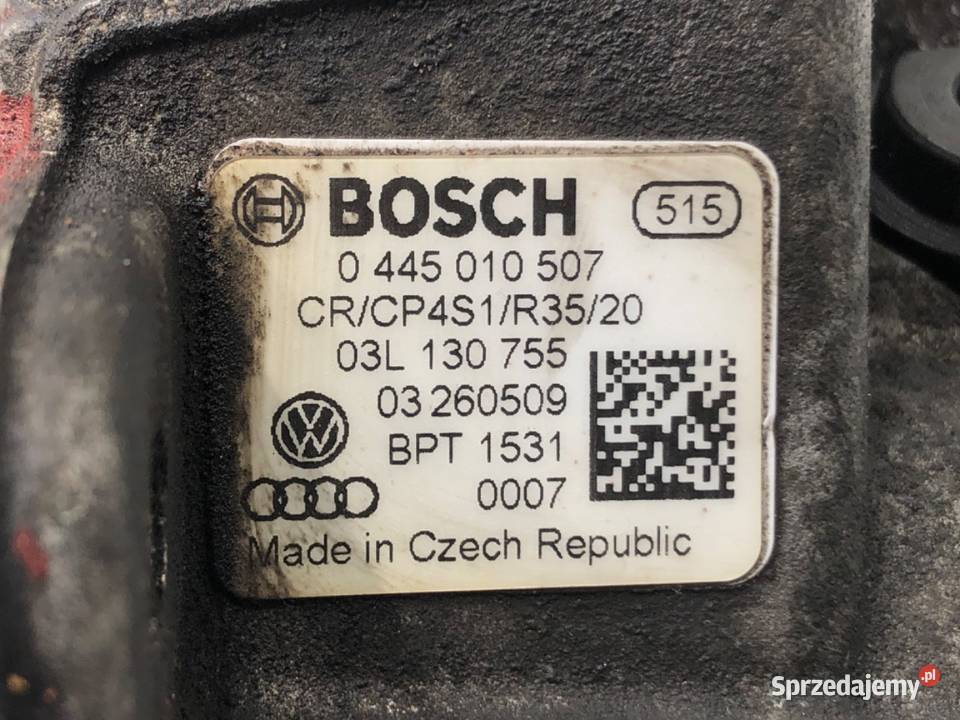 BOSCH 515
0 445 010 507
CR/CP4S1/R35/20
03L 130 755
03 260509
BPT 1531
0007
Made in Czech Republic
Sprzedajemy.pl